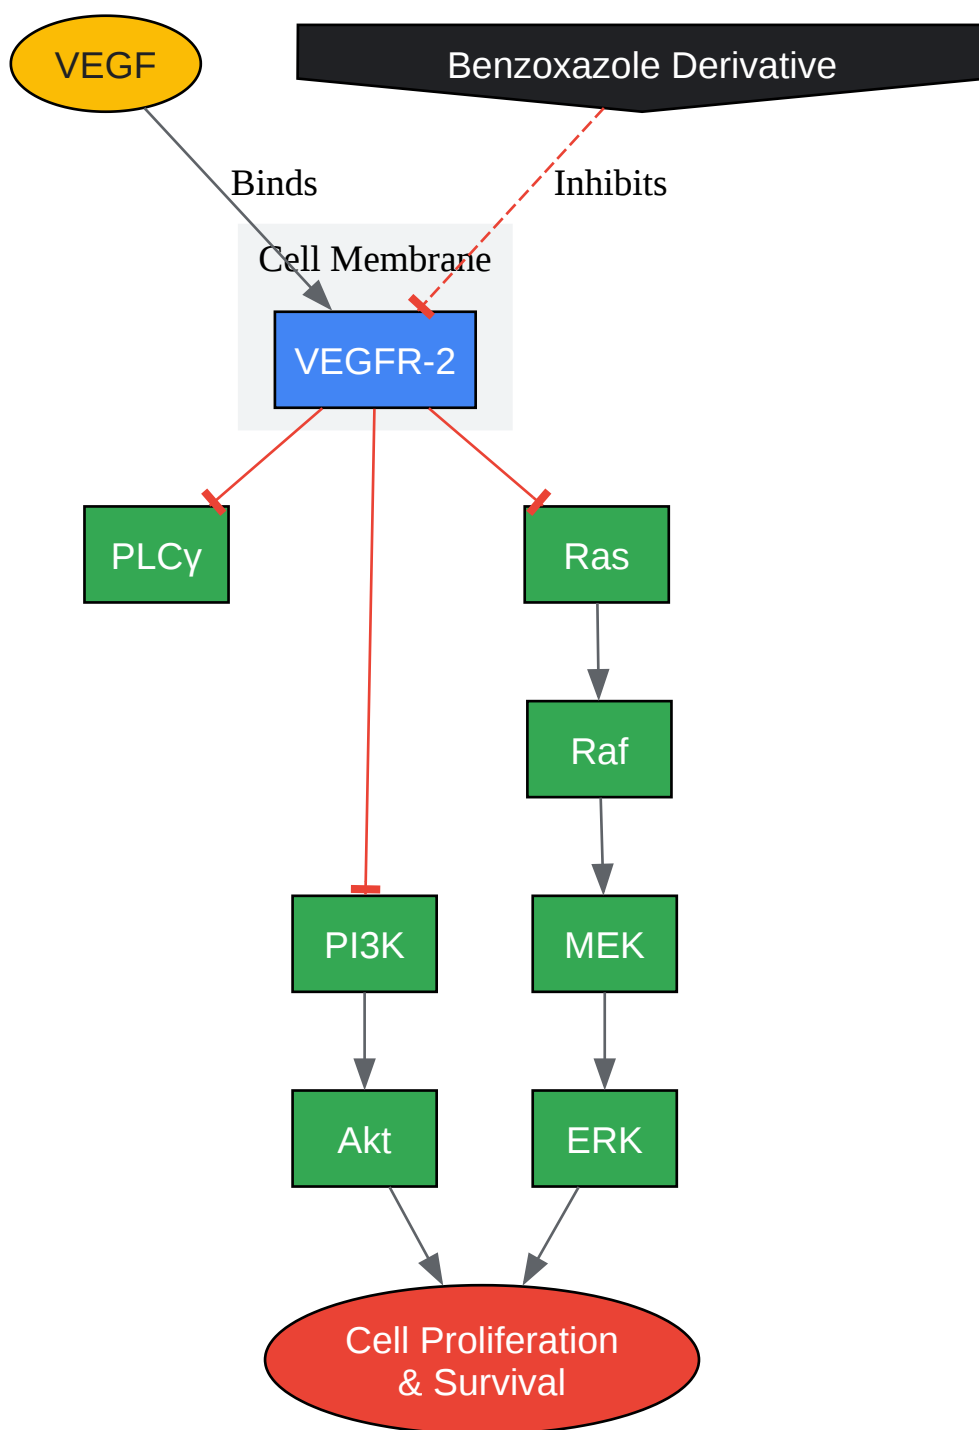 VEGF
Benzoxazole Derivative
Binds
Inhibits
Cell Membrane
VEGFR-2
PLCγ
Ras
Raf
PI3K
MEK
Akt
ERK
Cell Proliferation
& Survival